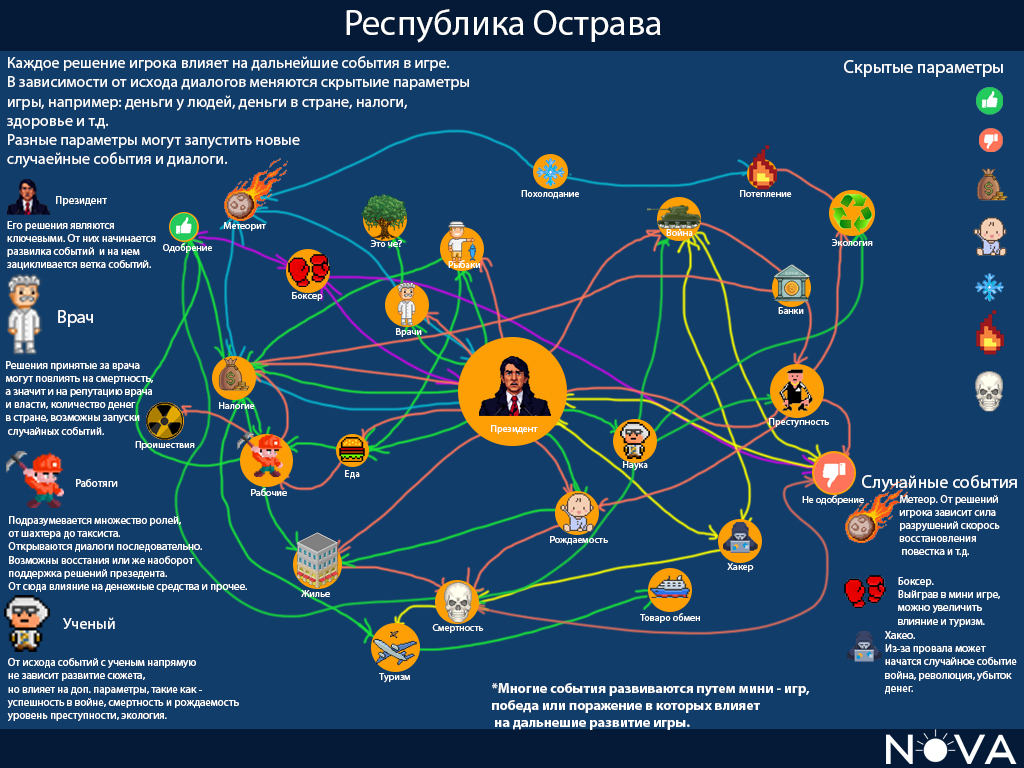 Республика Острава
Каждое решение игрока влияет на дальнейшие события в игре.
В зависимости от исхода диалогов меняются скрытыие параметры
игры, например: деньги у людей, деньги в стране, налоги,
здоровье и т.д.
Разные параметры могут запустить новые
случаейные события и диалоги.
Скрытые параметры
Президент
Его решения являются
ключевыми. От них начинается
развилка событий и на нем
зацикливается ветка событий.
Врач
Решения принятые за врача
могут повлиять на смертность,
а значит и на репутацию врача
и власти, количество денег
в стране, возможны запуски
случайных событий.
Работяги
Подразумевается множество ролей,
от шахтера до таксиста.
Открываются диалоги последовательно.
Возможны восстания или же наоборот
поддержка решений презедента.
От сюда влияние на денежные средства и прочее.
Ученый
От исхода событий с ученым напрямую
не зависит развитие сюжета,
но влияет на доп. параметры, такие как -
успешность в войне, смертность и рождаемость
уровень преступности, экология.
Похолодание
Потепление
Метеорит
Одобрение
Это че?
Рыбаки
Война
Экология
Боксер
Врачи
Банки
Налогие
Президент
Преступность
Проишествия
Рабочие
Еда
Наука
Не одобрение
Рождаемость
Хакер
Жилье
Смертность
Товаро обмен
Туризм
Случайные события
Метеор. От решений
игрока зависит сила
разрушений скорось
восстановления
повестка и т.д.
Боксер.
Выйграв в мини игре,
можно увеличить
влияние и туризм.
Хакео.
Из-за провала может
начатся случайное событие
война, революция, убыток
денег.
*Многие события развиваются путем мини - игр,
победа или поражение в которых влияет
на дальнешие развитие игры.
NOVA